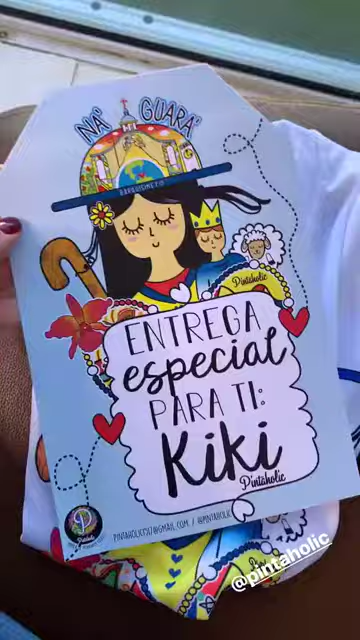 NA' GUARA'
BARQUISIMETO
Pintaholic
ENTREGA
especial
PARA TI:
Kiki
Pintaholic
@pintaholic